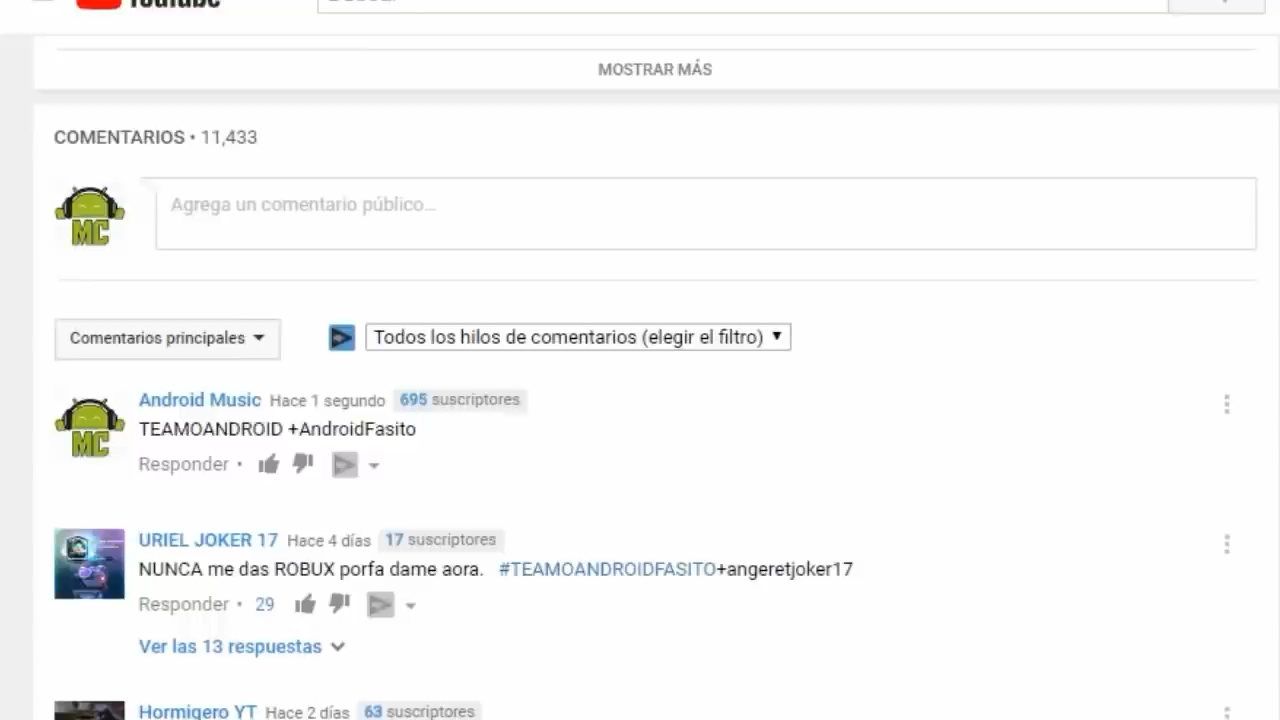 YouTube
MOSTRAR MÁS
COMENTARIOS • 11,433
MC
Agrega un comentario público...
Comentarios principales
Todos los hilos de comentarios (elegir el filtro)
Android Music Hace 1 segundo 695 suscriptores
MC
TEAMOANDROID +AndroidFasito
Responder •
URIEL JOKER 17 Hace 4 días 17 suscriptores
NUNCA me das ROBUX porfa dame aora. #TEAMOANDROIDFASITO+angeretjoker17
Responder • 29
Ver las 13 respuestas
Hormigero YT Hace 2 días 63 suscriptores